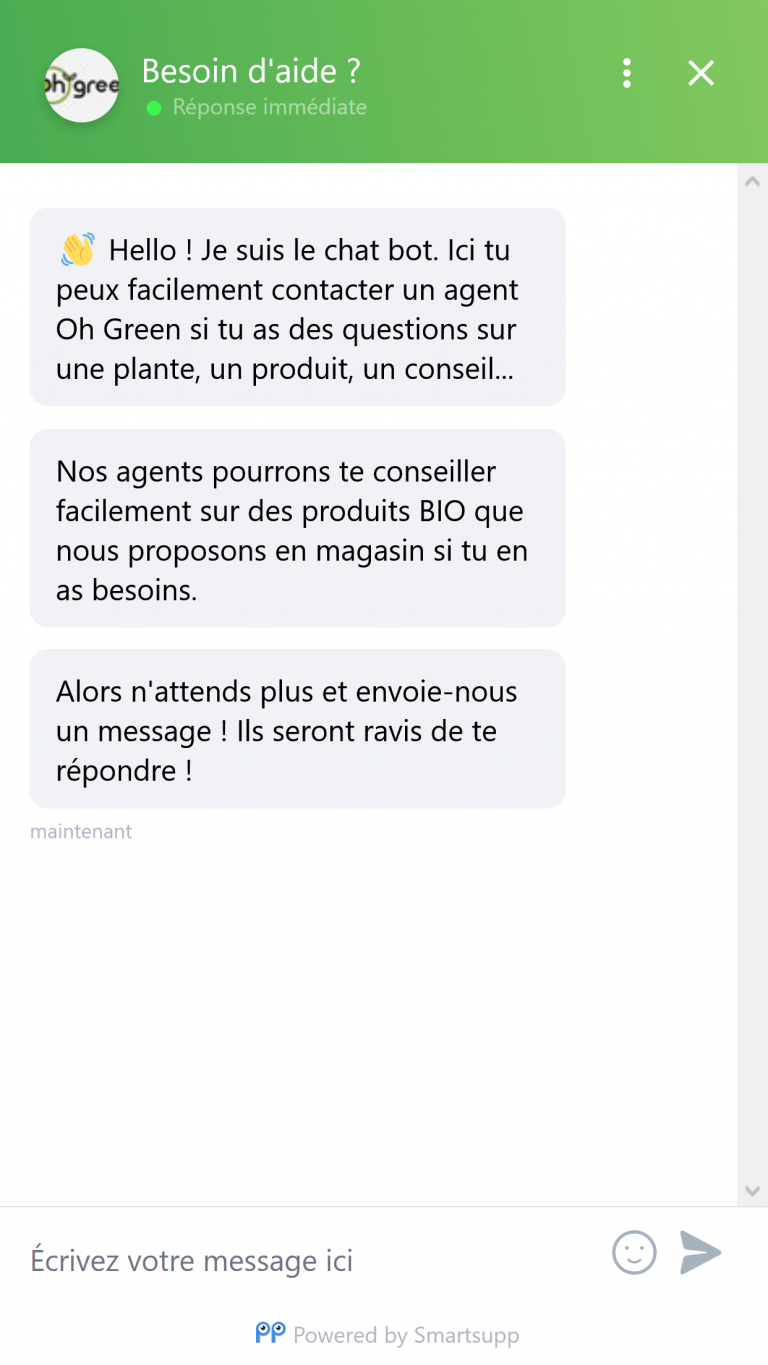 oh'gree
Besoin d'aide ?
Réponse immédiate
👋 Hello ! Je suis le chat bot. Ici tu
peux facilement contacter un agent
Oh Green si tu as des questions sur
une plante, un produit, un conseil...
Nos agents pourrons te conseiller
facilement sur des produits BIO que
nous proposons en magasin si tu en
as besoins.
Alors n'attends plus et envoie-nous
un message ! Ils seront ravis de te
répondre !
maintenant
Écrivez votre message ici
Powered by Smartsupp